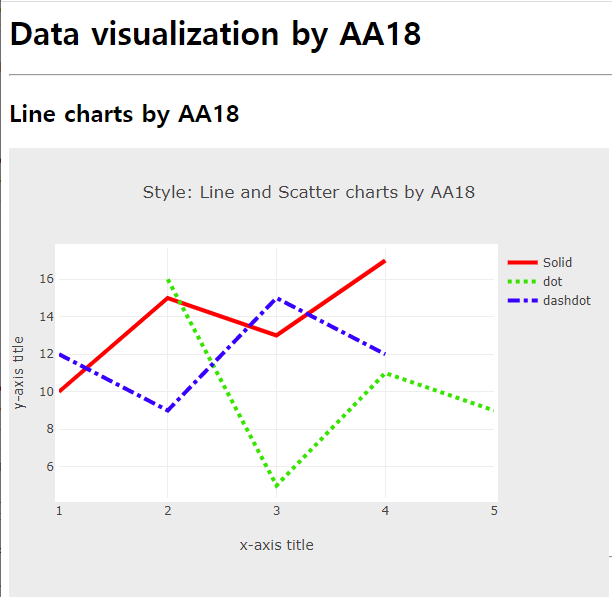 Data visualization by AA18
Line charts by AA18
Style: Line and Scatter charts by AA18
Solid
dot
dashdot
16
14
12
10
8
6
y-axis title
1 2 3 4 5
x-axis title